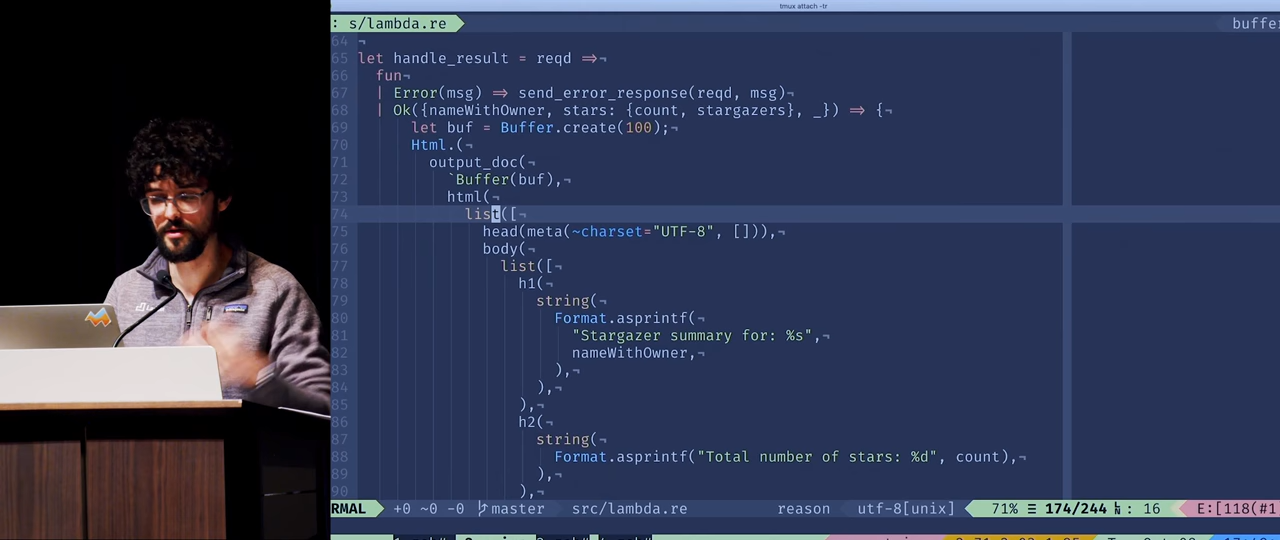 tmux attach -tr
: s/lambda.re
buffer
64 ¬
65 let handle_result = reqd =>¬
66 fun¬
67 | Error(msg) => send_error_response(reqd, msg)¬
68 | Ok({nameWithOwner, stars: {count, stargazers}, _}) => {
69 let buf = Buffer.create(100);¬
70 Html.(¬
71 output_doc(¬
72 `Buffer(buf),¬
73 html(¬
74 list([¬
75 head(meta(~charset="UTF-8", [])),¬
76 body(¬
77 list([¬
78 h1(¬
79 string(¬
80 Format.asprintf(¬
81 "Stargazer summary for: %s",¬
82 nameWithOwner,¬
83 ),¬
84 ),¬
85 ),¬
86 h2(¬
87 string(¬
88 Format.asprintf("Total number of stars: %d", count),¬
89 ),¬
90 ),¬
RMAL +0 ~0 -0 master src/lambda.re reason utf-8[unix] 71% ≡ 174/244 : 16 E:[118(#1